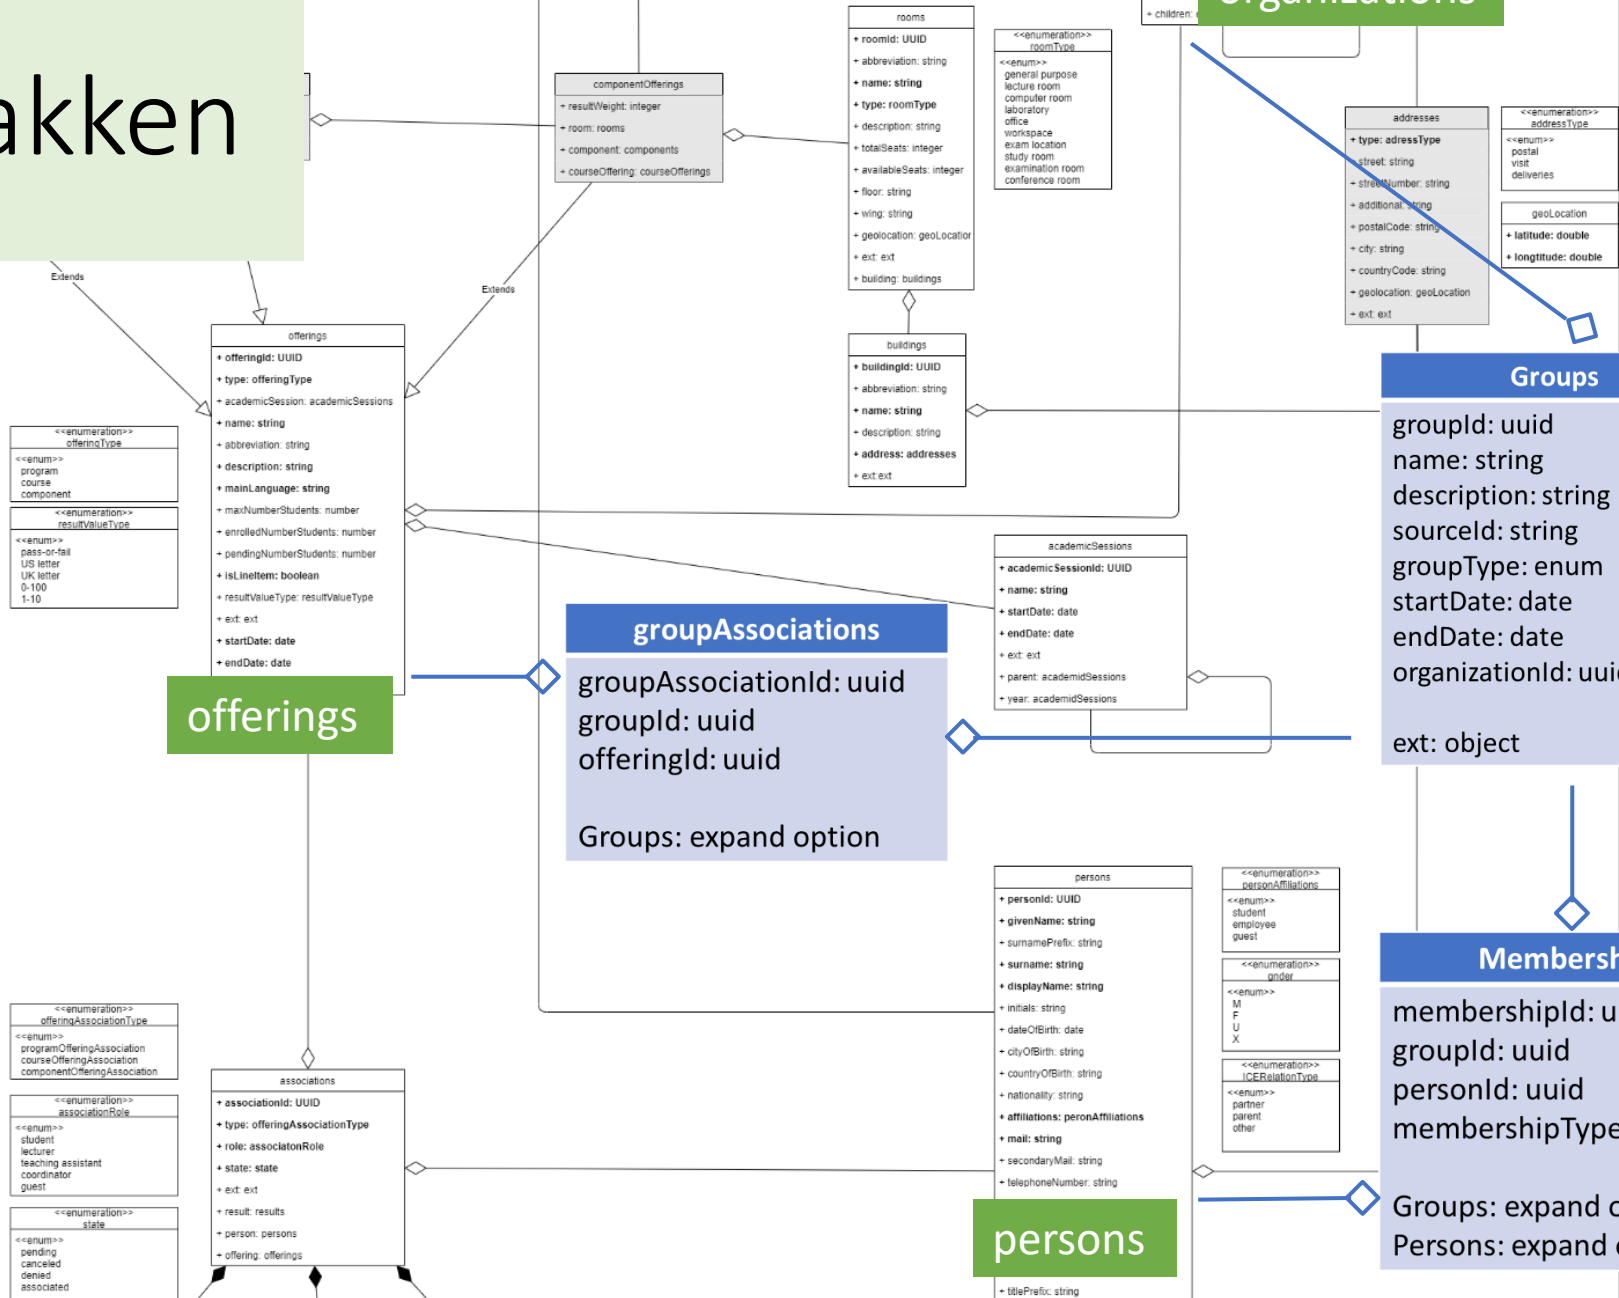 akken
Extends
componentOfferings
+ resultWeight: integer
+ room: rooms
+ component: components
+ courseOffering: courseOfferings
Extends
rooms
+ roomId: UUID
+ abbreviation: string
+ name: string
+ type: roomType
+ description: string
+ totalSeats: integer
+ availableSeats: integer
+ floor: string
+ wing: string
+ geolocation: geoLocation
+ ext: ext
+ building: buildings
<<enumeration>>
roomType
<<enum>>
general purpose
lecture room
computer room
laboratory
office
workspace
exam location
study room
examination room
conference room
+ children:
organizations
addresses
+ type: adressType
+ street: string
+ streetNumber: string
+ additional: string
+ postalCode: string
+ city: string
+ countryCode: string
+ geolocation: geoLocation
+ ext: ext
<<enumeration>>
addressType
<<enum>>
postal
visit
deliveries
geoLocation
+ latitude: double
+ longtitude: double
offerings
+ offeringId: UUID
+ type: offeringType
+ academicSession: academicSessions
+ name: string
+ abbreviation: string
+ description: string
+ mainLanguage: string
+ maxNumberStudents: number
+ enrolledNumberStudents: number
+ pendingNumberStudents: number
+ isLineItem: boolean
+ resultValueType: resultValueType
+ ext: ext
+ startDate: date
+ endDate: date
offerings
<<enumeration>>
offeringType
<<enum>>
program
course
component
<<enumeration>>
resultValueType
<<enum>>
pass-or-fail
US letter
UK letter
0-100
1-10
buildings
+ buildingId: UUID
+ abbreviation: string
+ name: string
+ description: string
+ address: addresses
+ ext:ext
Groups
groupId: uuid
name: string
description: string
sourceId: string
groupType: enum
startDate: date
endDate: date
organizationId: uuid
ext: object
academicSessions
+ academicSessionId: UUID
+ name: string
+ startDate: date
+ endDate: date
+ ext: ext
+ parent: academidSessions
+ year: academidSessions
groupAssociations
groupAssociationId: uuid
groupId: uuid
offeringId: uuid
Groups: expand option
persons
+ personId: UUID
+ givenName: string
+ surnamePrefix: string
+ surname: string
+ displayName: string
+ initials: string
+ dateOfBirth: date
+ cityOfBirth: string
+ countryOfBirth: string
+ nationality: string
+ affiliations: peronAffiliations
+ mail: string
+ secondaryMail: string
+ telephoneNumber: string
persons
+ titlePrefix: string
<<enumeration>>
personAffiliations
<<enum>>
student
employee
guest
<<enumeration>>
gnder
<<enum>>
M
F
U
X
<<enumeration>>
ICERelationType
<<enum>>
partner
parent
other
Membersh
membershipId: u
groupId: uuid
personId: uuid
membershipType
Groups: expand o
Persons: expand
<<enumeration>>
offeringAssociationType
<<enum>>
programOfferingAssociation
courseOfferingAssociation
componentOfferingAssociation
<<enumeration>>
associationRole
<<enum>>
student
lecturer
teaching assistant
coordinator
guest
<<enumeration>>
state
<<enum>>
pending
canceled
denied
associated
associations
+ associationId: UUID
+ type: offeringAssociationType
+ role: associatonRole
+ state: state
+ ext: ext
+ result: results
+ person: persons
+ offering: offerings